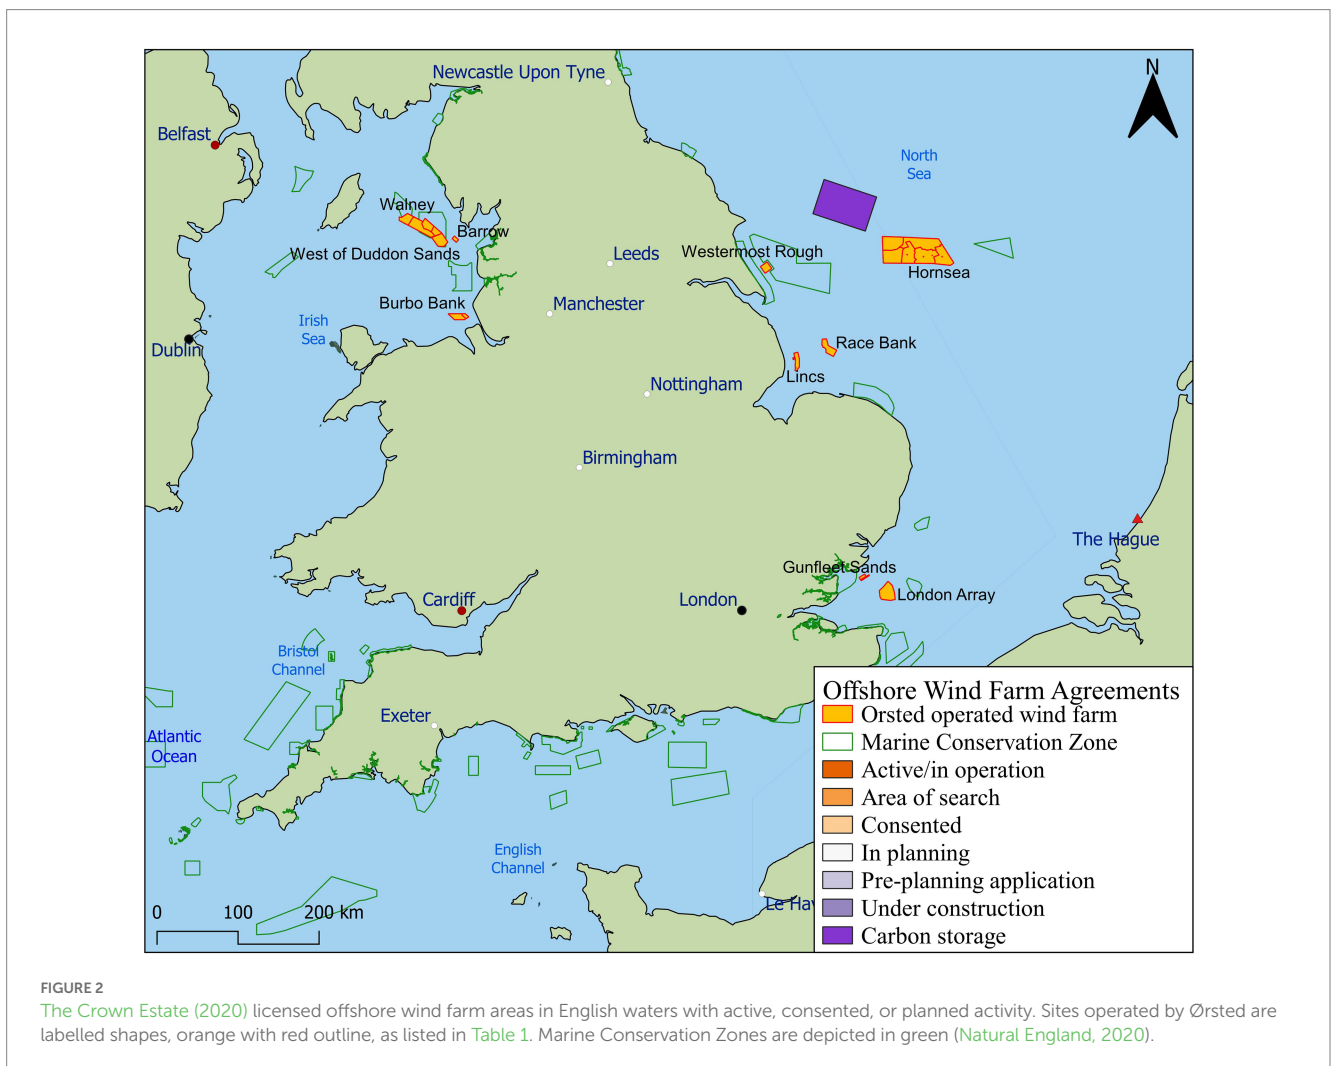 Newcastle Upon Tyne
N
Belfast
North
Sea
Walney
Barrow
West of Duddon Sands
Leeds
Westermost Rough
Hornsea
Burbo Bank
Manchester
Irish
Sea
Dublin
Race Bank
Lincs
Nottingham
Birmingham
The Hague
Gunfleet Sands
London Array
Cardiff
London
Bristol
Channel
Exeter
Atlantic
Ocean
English
Channel
Le Hav
0 100 200 km
Offshore Wind Farm Agreements
Orsted operated wind farm
Marine Conservation Zone
Active/in operation
Area of search
Consented
In planning
Pre-planning application
Under construction
Carbon storage
FIGURE 2
The Crown Estate (2020) licensed offshore wind farm areas in English waters with active, consented, or planned activity. Sites operated by Ørsted are
labelled shapes, orange with red outline, as listed in Table 1. Marine Conservation Zones are depicted in green (Natural England, 2020).